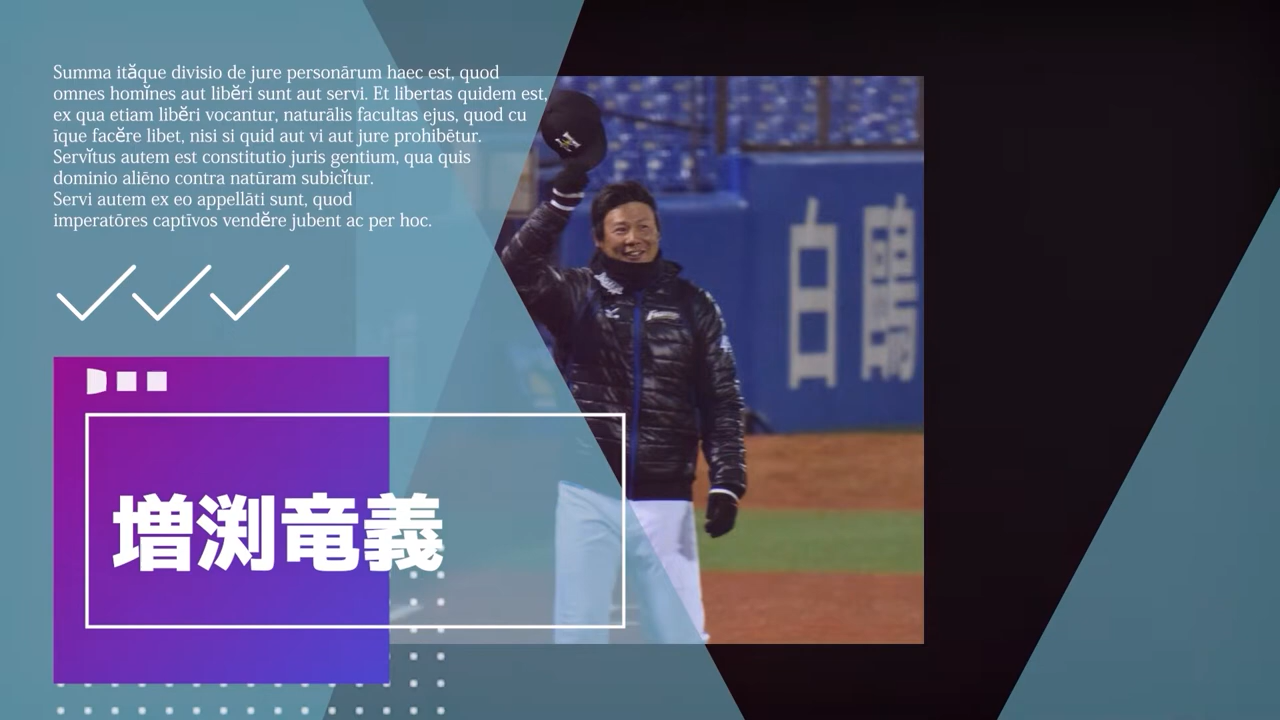 Summa ităque divisio de jure personārum haec est, quod
omnes homĭnes aut libĕri sunt aut servi. Et libertas quidem est,
ex qua etiam libĕri vocantur, naturālis facultas ejus, quod cu
īque facĕre libet, nisi si quid aut vi aut jure prohibētur.
Servĭtus autem est constitutio juris gentium, qua quis
dominio aliēno contra natūram subicĭtur.
Servi autem ex eo appellāti sunt, quod
imperatōres captīvos vendĕre jubent ac per hoc.
増渕竜義
白鳥